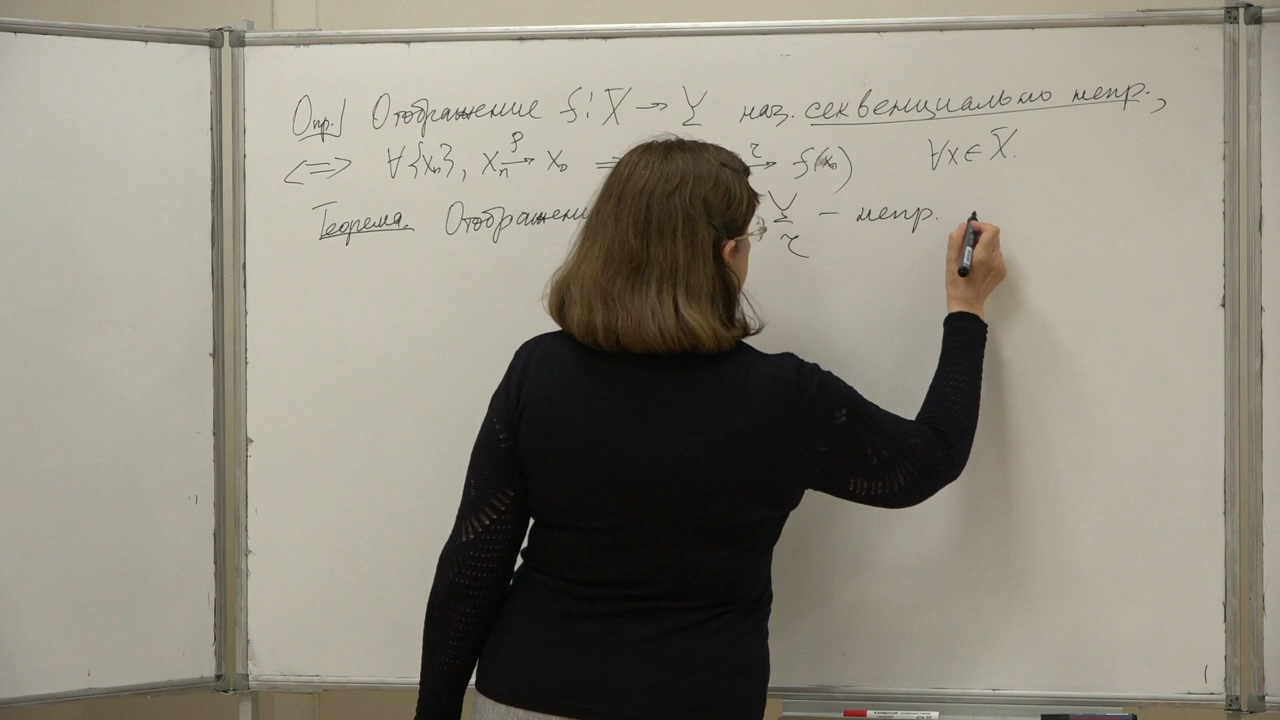 Опр.] Отображение f: X → Y наз. секвенциально непр.,
<=> ∀{xₙ}, xₙ ρ→ x₀ = τ→ f(x₀) ∀x ∈ X.
Теорема. Отображени Y τ – непр.